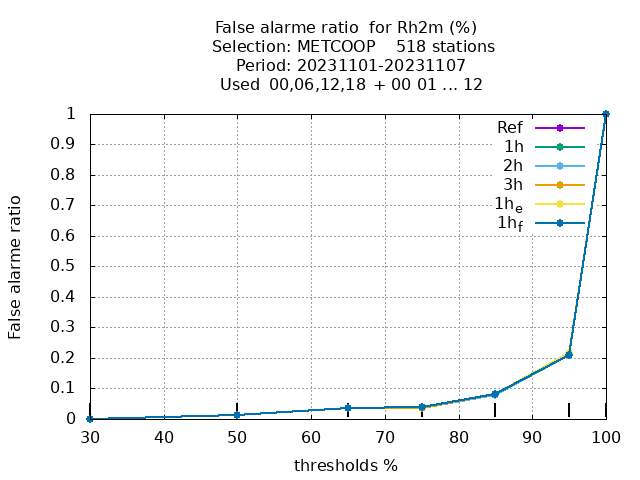 False alarme ratio  for Rh2m (%)
Selection: METCOOP    518 stations
Period: 20231101-20231107
Used  00,06,12,18  + 00 01 ... 12
False alarme ratio
1
0.9
0.8
0.7
0.6
0.5
0.4
0.3
0.2
0.1
0
Ref
1h
2h
3h
1h_e
1h_f
30 40 50 60 70 80 90 100
thresholds %